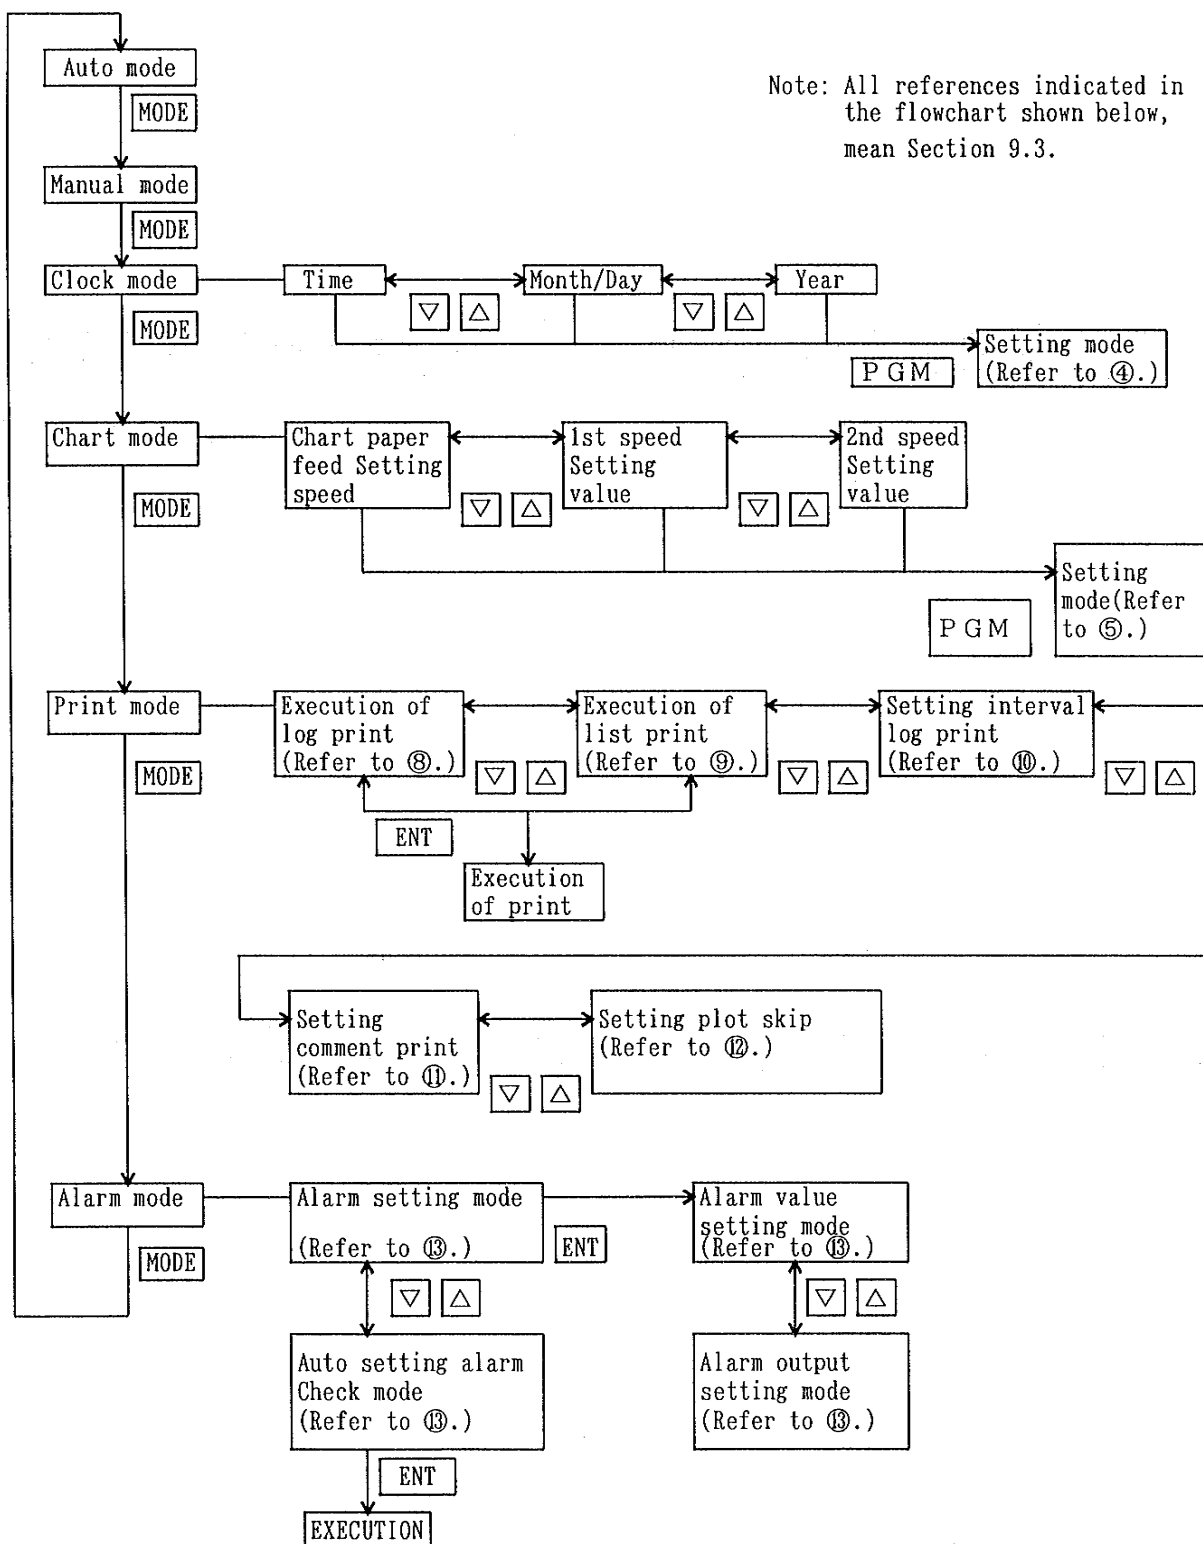 Auto mode
Note: All references indicated in
the flowchart shown below,
mean Section 9.3.
MODE
Manual mode
MODE
Clock mode
Time
Month/Day
Year
▽ △
▽ △
MODE
PGM
Setting mode
(Refer to ④.)
Chart mode
Chart paper
feed Setting
speed
1st speed
Setting
value
2nd speed
Setting
value
▽ △
▽ △
MODE
PGM
Setting
mode(Refer
to ⑤.)
Print mode
Execution of
log print
(Refer to ⑧.)
Execution of
list print
(Refer to ⑨.)
Setting interval
log print
(Refer to ⑩.)
▽ △
▽ △
▽ △
MODE
ENT
Execution
of print
Setting
comment print
(Refer to ⑪.)
Setting plot skip
(Refer to ⑫.)
▽ △
Alarm mode
Alarm setting mode
(Refer to ⑬.)
ENT
Alarm value
setting mode
(Refer to ⑬.)
MODE
▽ △
▽ △
Auto setting alarm
Check mode
(Refer to ⑬.)
Alarm output
setting mode
(Refer to ⑬.)
ENT
EXECUTION